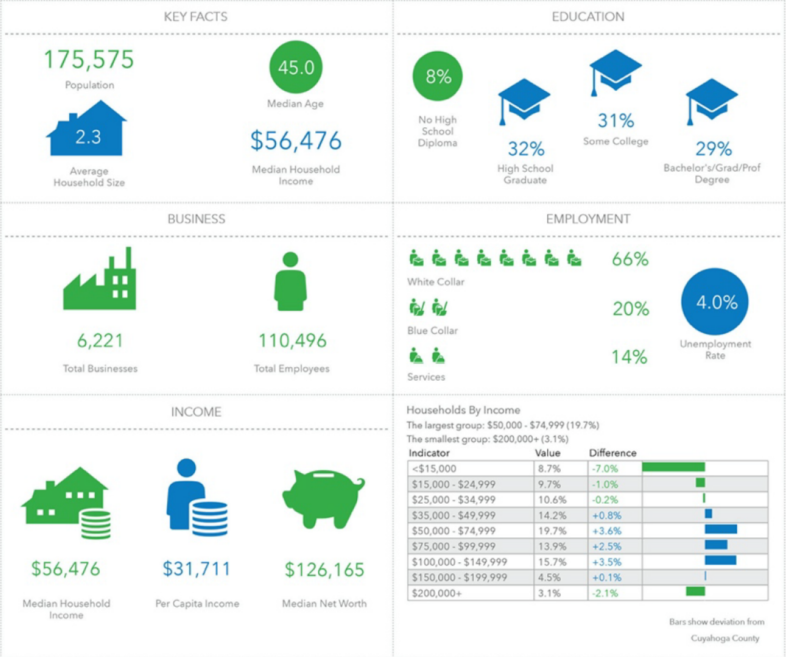 KEY FACTS
175,575
Population
45.0
Median Age
2.3
Average
Household Size
$56,476
Median Household
Income
EDUCATION
8%
No High
School
Diploma
32%
High School
Graduate
31%
Some College
29%
Bachelor's/Grad/Prof
Degree
BUSINESS
6,221
Total Businesses
110,496
Total Employees
EMPLOYMENT
66%
White Collar
20%
Blue Collar
14%
Services
4.0%
Unemployment
Rate
INCOME
$56,476
Median Household
Income
$31,711
Per Capita Income
$126,165
Median Net Worth
Households By Income
The largest group: $50,000 - $74,999 (19.7%)
The smallest group: $200,000+ (3.1%)
Indicator Value Difference
<$15,000 8.7% -7.0%
$15,000 - $24,999 9.7% -1.0%
$25,000 - $34,999 10.6% -0.2%
$35,000 - $49,999 14.2% +0.8%
$50,000 - $74,999 19.7% +3.6%
$75,000 - $99,999 13.9% +2.5%
$100,000 - $149,999 15.7% +3.5%
$150,000 - $199,999 4.5% +0.1%
$200,000+ 3.1% -2.1%
Bars show deviation from
Cuyahoga County